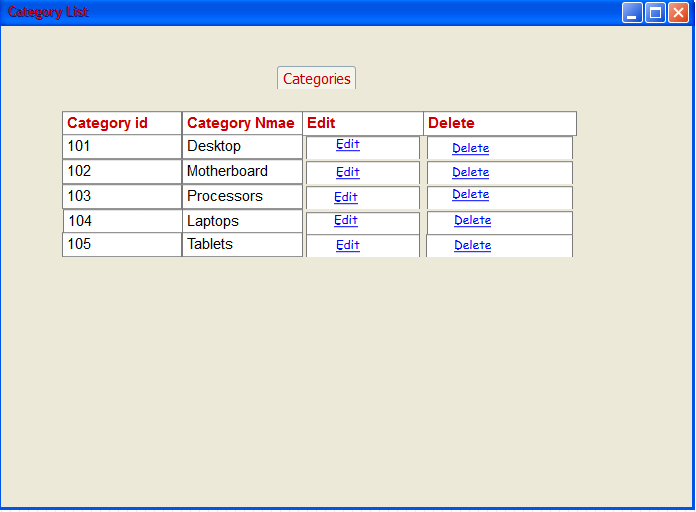 Category List
Categories
Category id Category Nmae Edit Delete
101 Desktop Edit Delete
102 Motherboard Edit Delete
103 Processors Edit Delete
104 Laptops Edit Delete
105 Tablets Edit Delete